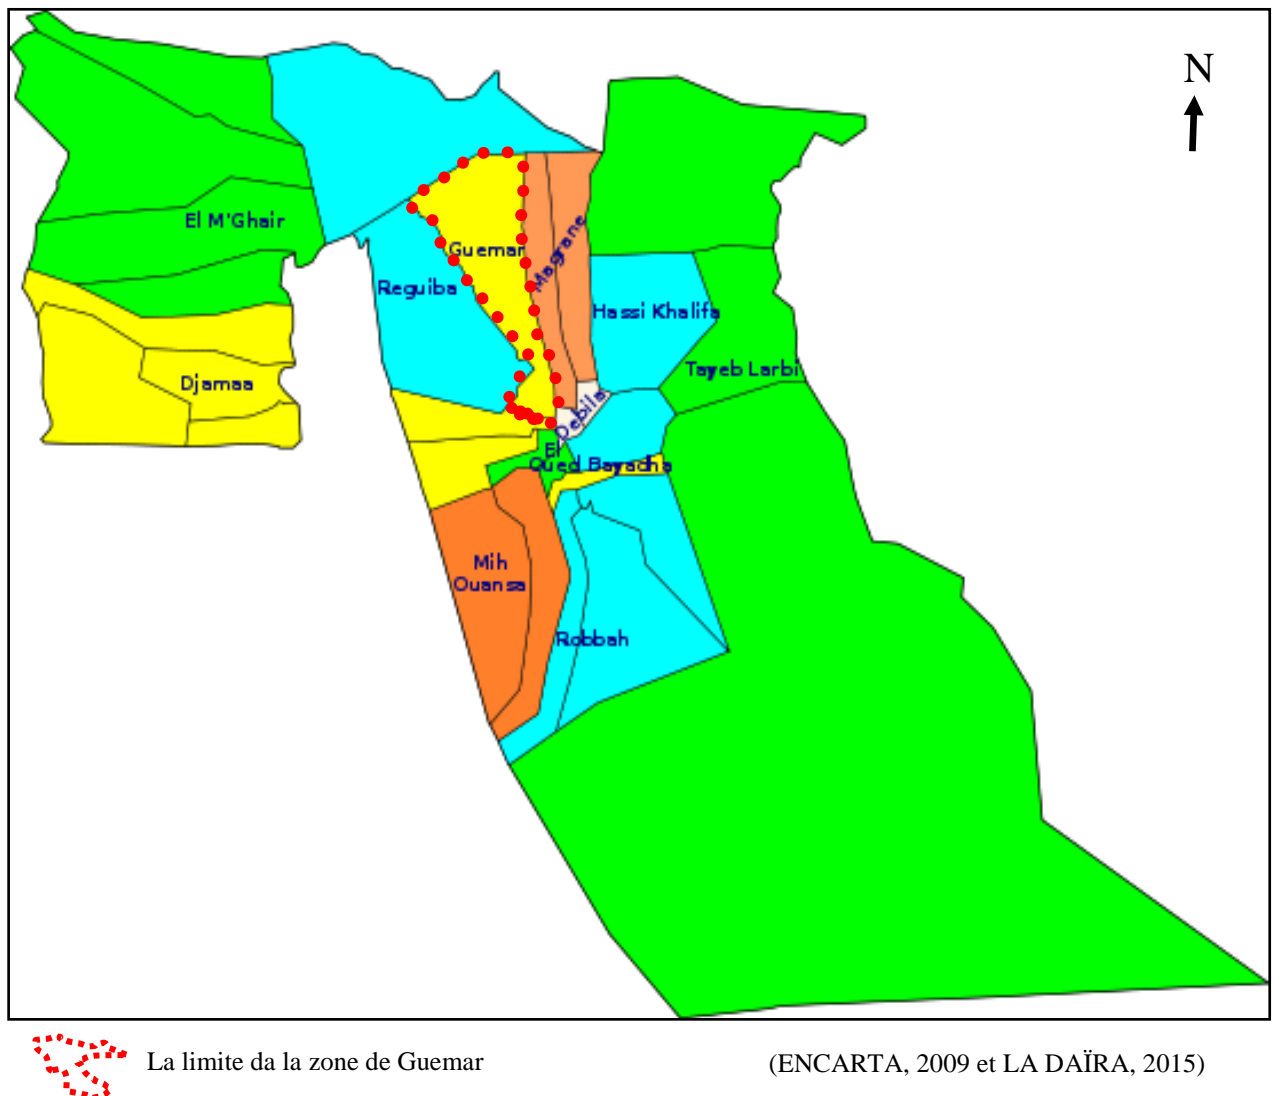 N
El M'Ghair
Guemar
Magrane
Reguiba
Hassi Khalifa
Tayeb Larbi
Djamaa
Debila
El
Oued Bayadha
Mih
Ouansa
Robbah
La limite da la zone de Guemar
(ENCARTA, 2009 et LA DAÏRA, 2015)